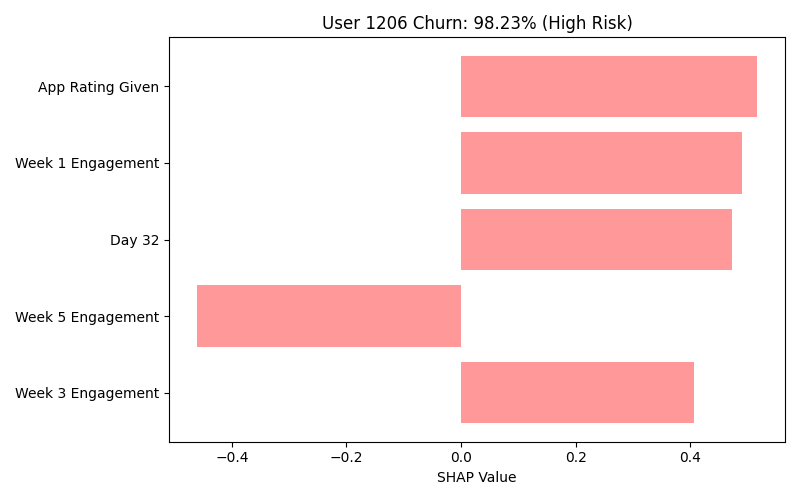 User 1206 Churn: 98.23% (High Risk)
App Rating Given
Week 1 Engagement
Day 32
Week 5 Engagement
Week 3 Engagement
−0.4 −0.2 0.0 0.2 0.4
SHAP Value